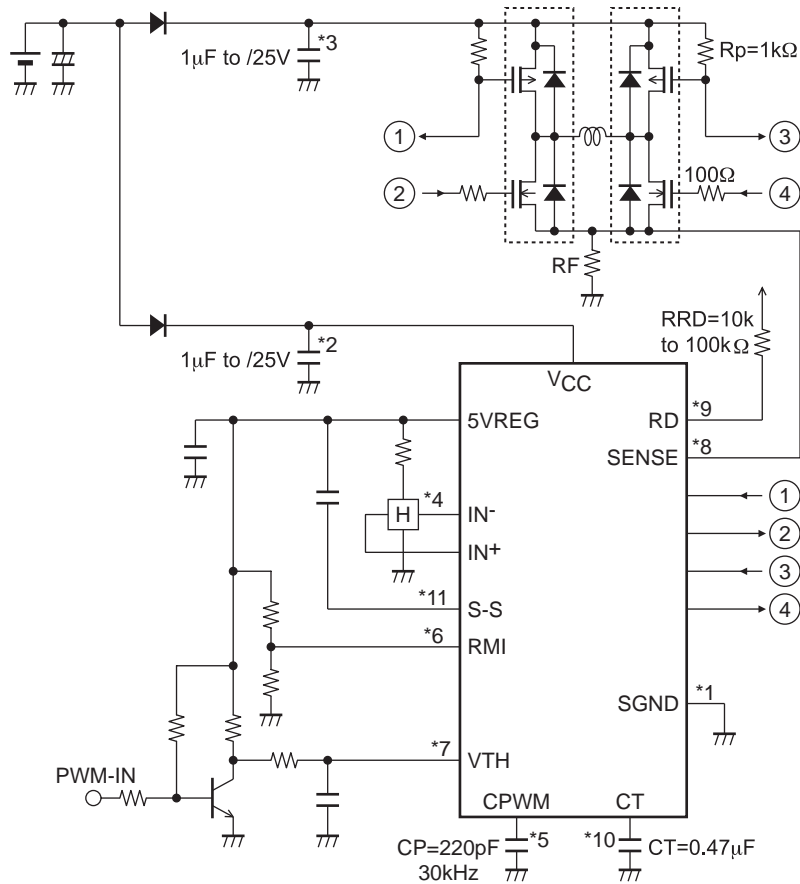 *3
1μF to /25V
Rp=1kΩ
1
3
2
100Ω
4
RF
*2
1μF to /25V
RRD=10k
to 100kΩ
VCC
5VREG
RD
*9
SENSE
*8
*4
H
IN-
IN+
1
2
3
4
*11
S-S
*6
RMI
SGND
*1
*7
VTH
PWM-IN
CPWM
CT
CP=220pF
30kHz
*5
*10
CT=0.47μF